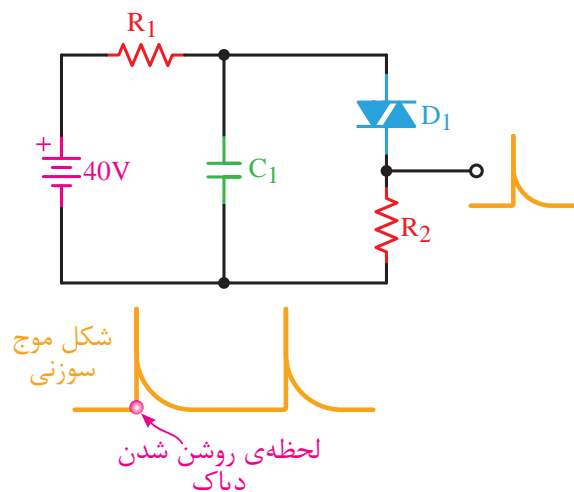 R1
+
40V
C1
D1
R2
شکل موج
سوزنی
لحظه‌ی روشن شدن
دیاک